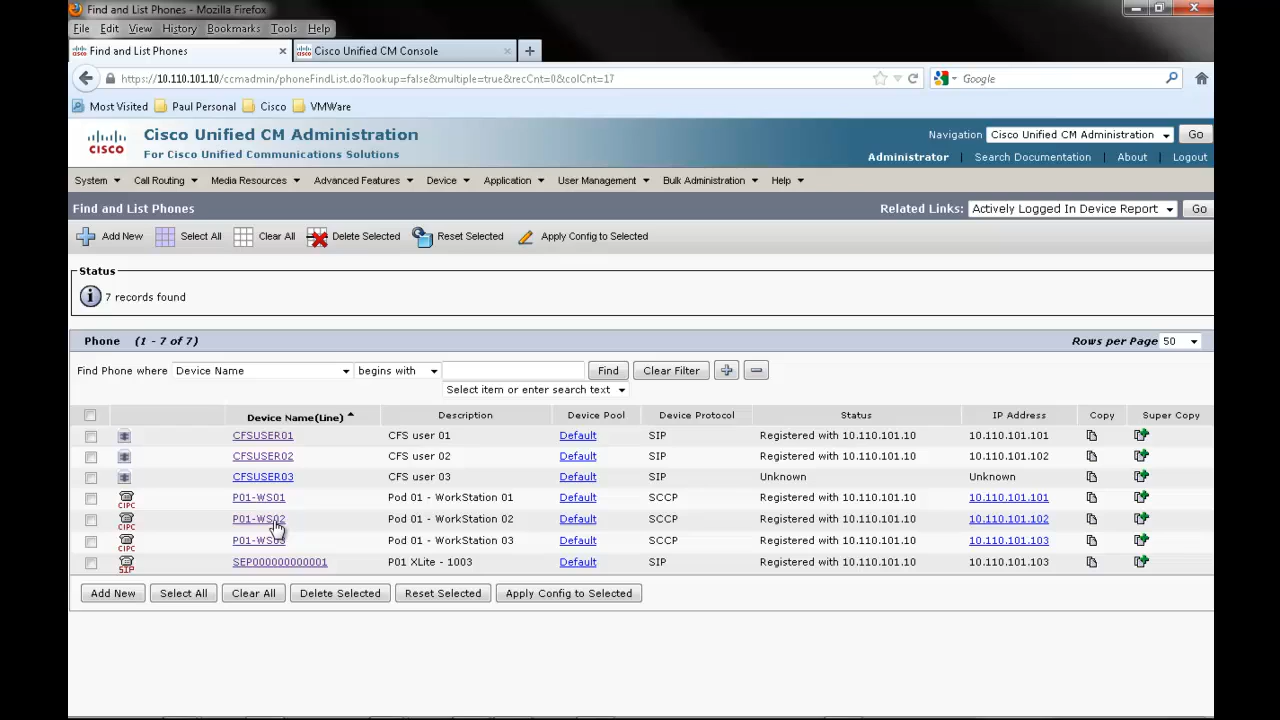 Find and List Phones - Mozilla Firefox
File Edit View History Bookmarks Tools Help
Find and List Phones × Cisco Unified CM Console × +
https://10.110.101.10/ccmadmin/phoneFindList.do?lookup=false&multiple=true&recCnt=0&colCnt=17 Google
Most Visited Paul Personal Cisco VMWare
Cisco Unified CM Administration Navigation Cisco Unified CM Administration Go
CISCO For Cisco Unified Communications Solutions
Administrator | Search Documentation | About | Logout
System Call Routing Media Resources Advanced Features Device Application User Management Bulk Administration Help
Find and List Phones Related Links: Actively Logged In Device Report Go
Add New Select All Clear All Delete Selected Reset Selected Apply Config to Selected
Status
7 records found
Phone (1 - 7 of 7) Rows per Page 50
Find Phone where Device Name begins with Find Clear Filter
Select item or enter search text
Device Name(Line) Description Device Pool Device Protocol Status IP Address Copy Super Copy
CFSUSER01 CFS user 01 Default SIP Registered with 10.110.101.10 10.110.101.101
CFSUSER02 CFS user 02 Default SIP Registered with 10.110.101.10 10.110.101.102
CFSUSER03 CFS user 03 Default SIP Unknown Unknown
CIPC P01-WS01 Pod 01 - WorkStation 01 Default SCCP Registered with 10.110.101.10 10.110.101.101
CIPC P01-WS02 Pod 01 - WorkStation 02 Default SCCP Registered with 10.110.101.10 10.110.101.102
CIPC P01-WS03 Pod 01 - WorkStation 03 Default SCCP Registered with 10.110.101.10 10.110.101.103
SIP SEP000000000001 P01 XLite - 1003 Default SIP Registered with 10.110.101.10 10.110.101.103
Add New Select All Clear All Delete Selected Reset Selected Apply Config to Selected